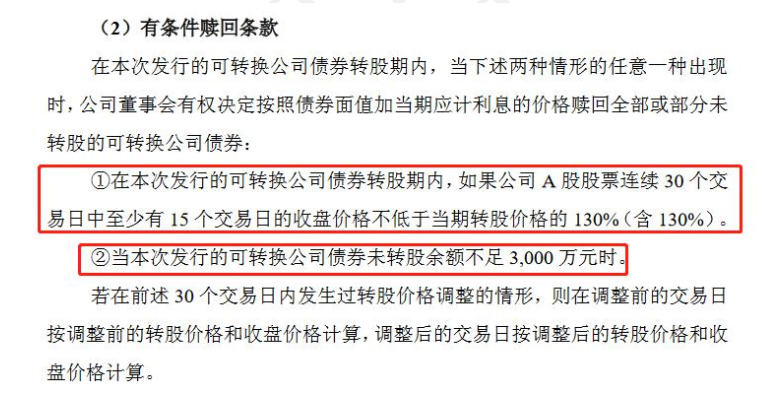 （2）有条件赎回条款
在本次发行的可转换公司债券转股期内，当下述两种情形的任意一种出现
时，公司董事会有权决定按照债券面值加当期应计利息的价格赎回全部或部分未
转股的可转换公司债券：
①在本次发行的可转换公司债券转股期内，如果公司 A 股股票连续 30 个交
易日中至少有 15 个交易日的收盘价格不低于当期转股价格的 130%（含 130%）。
②当本次发行的可转换公司债券未转股余额不足 3,000 万元时。
若在前述 30 个交易日内发生过转股价格调整的情形，则在调整前的交易日
按调整前的转股价格和收盘价格计算，调整后的交易日按调整后的转股价格和收
盘价格计算。